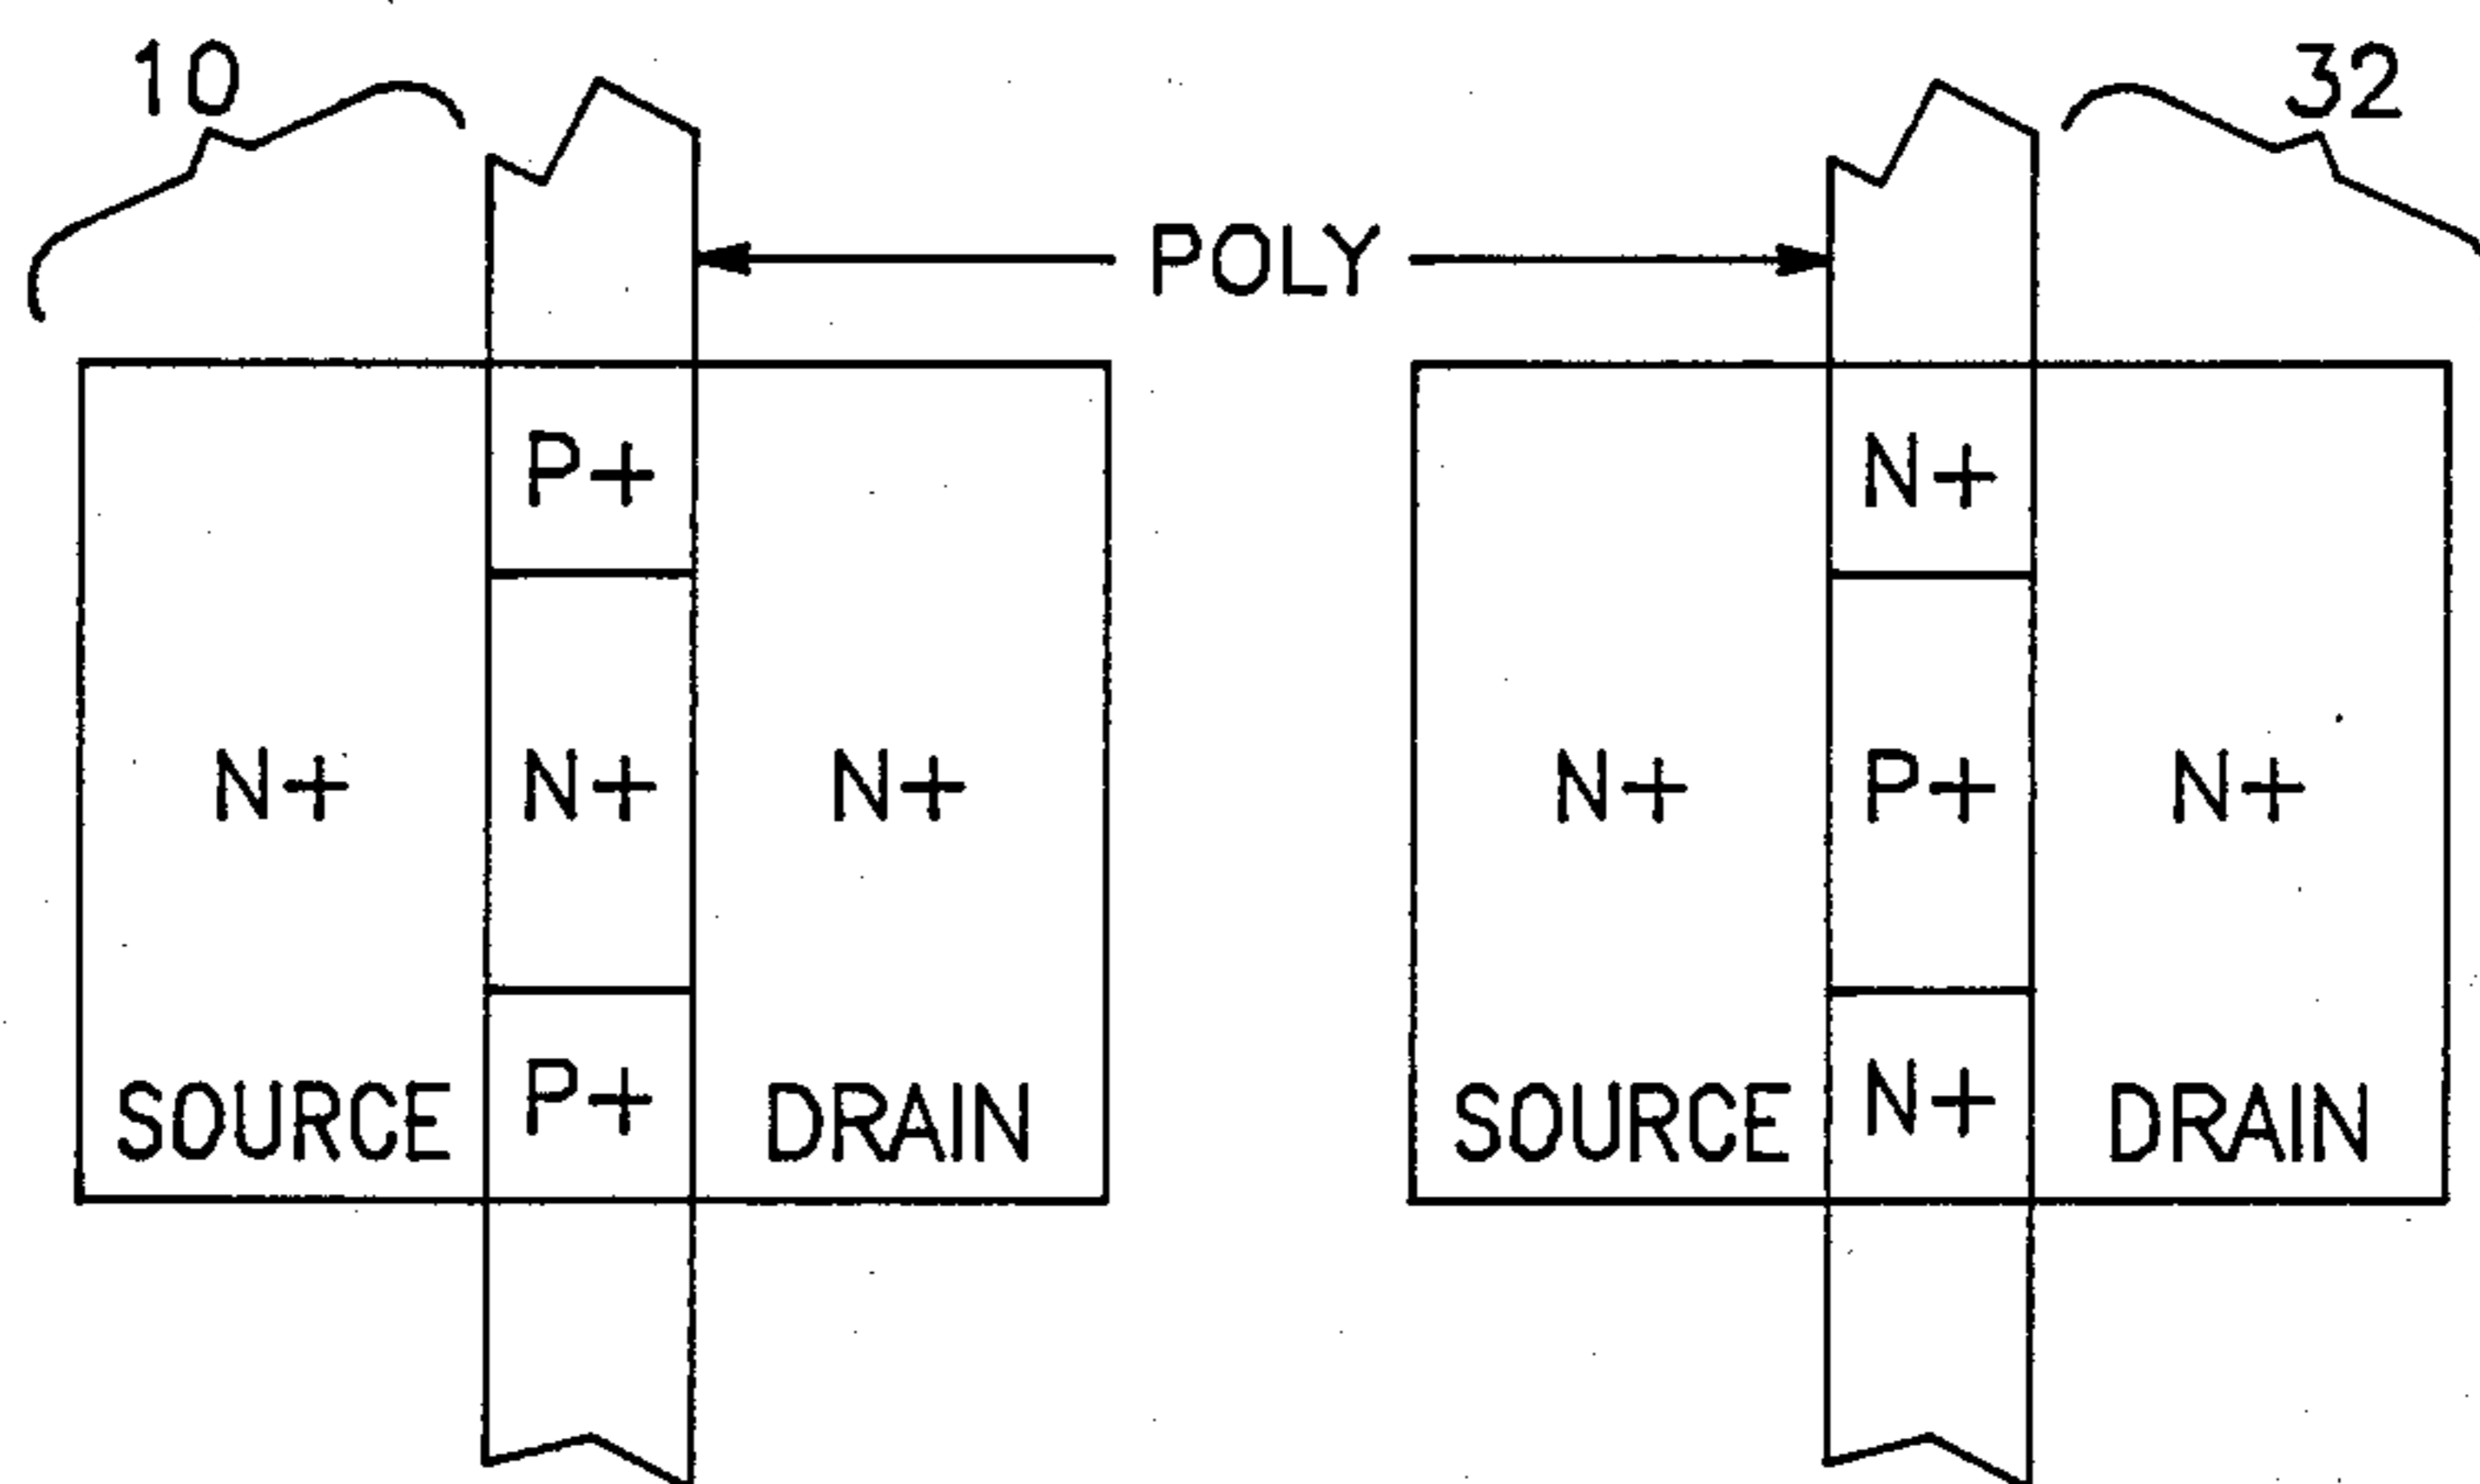 10
32
POLY
P+
N+
N+ N+ N+
N+ P+ N+
SOURCE P+ DRAIN
SOURCE N+ DRAIN